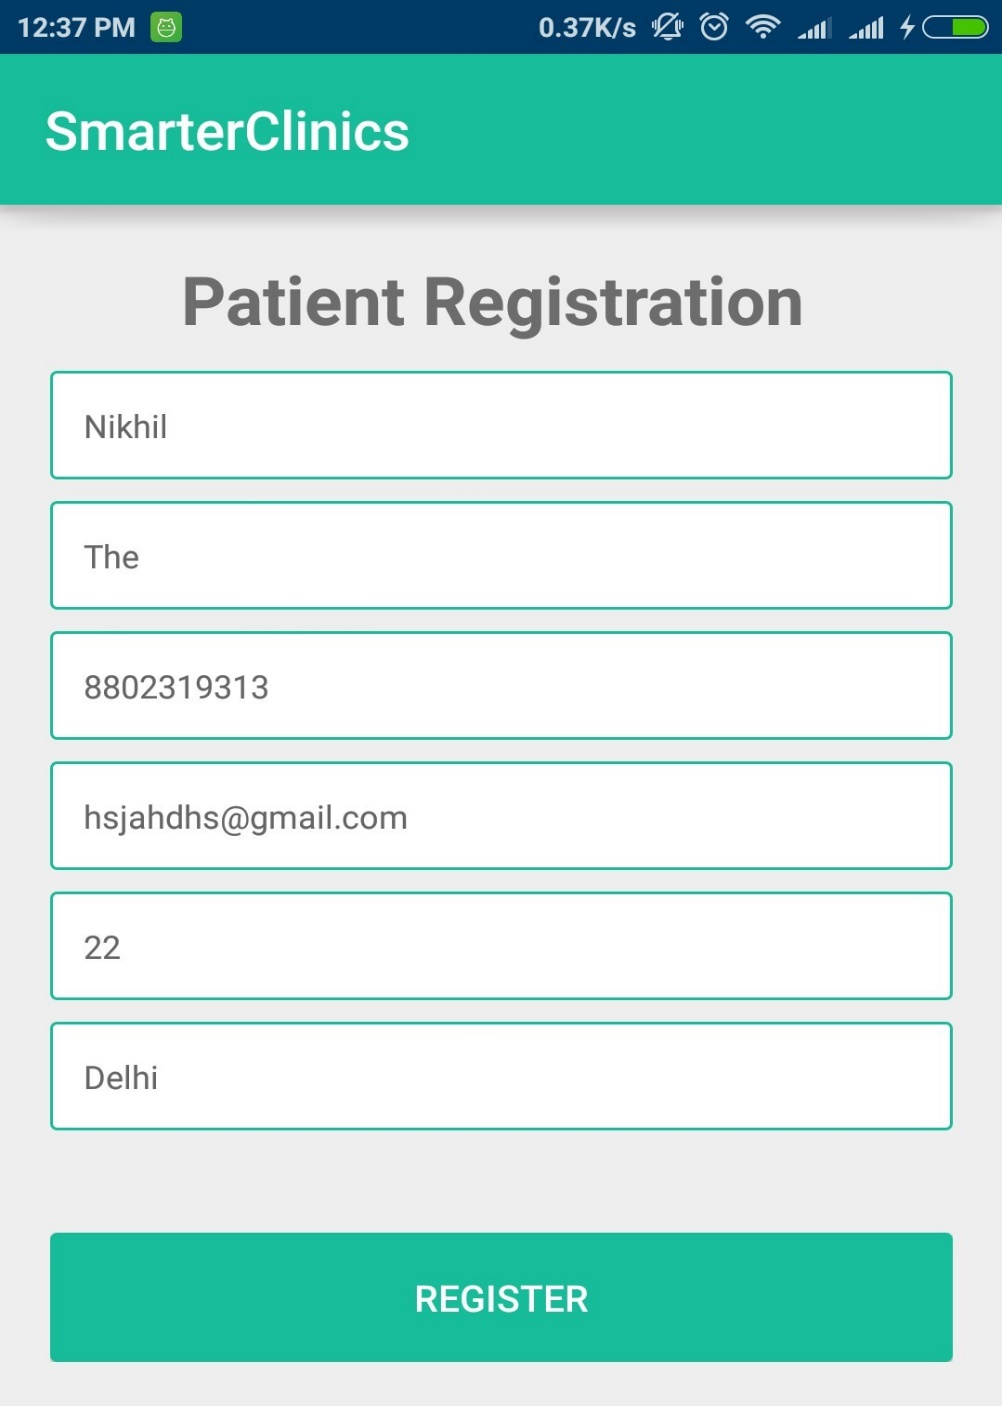 12:37 PM 0.37K/s
SmarterClinics
Patient Registration
Nikhil
The
8802319313
hsjahdhs@gmail.com
22
Delhi
REGISTER